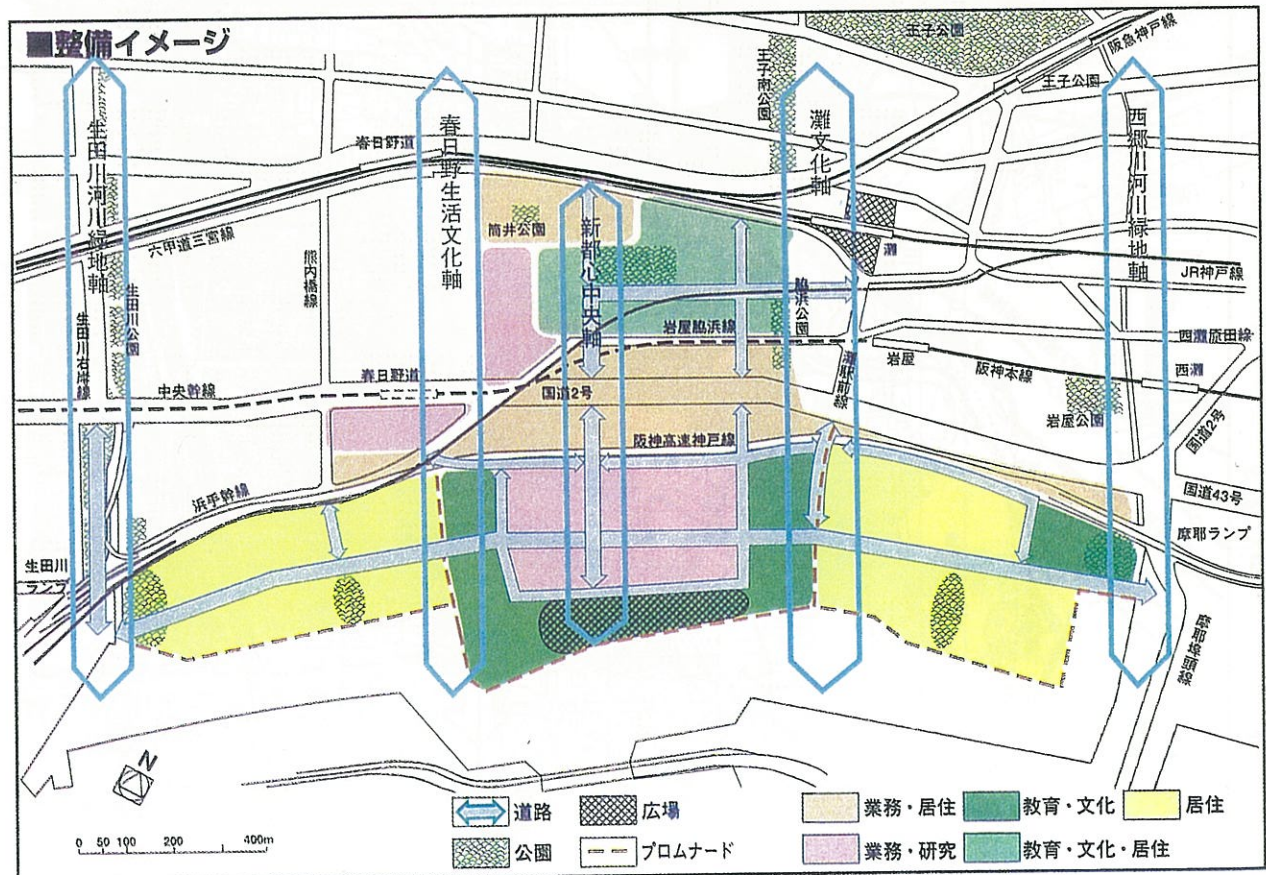 ■整備イメージ
王子公園
阪急神戸線
王子公園
王子南公園
生田川河川緑地軸
春日野生活文化軸
灘文化軸
西郷川河川緑地軸
春日野道
六甲道三宮線
筒井公園
新都心中央軸
灘
JR神戸線
熊内橋線
生田川公園
生田川右岸線
脇浜公園
岩屋脇浜線
岩屋
西灘原田線
阪神本線
西灘
春日野道
中央幹線
国道2号
灘駅前線
岩屋公園
国道2号
阪神高速神戸線
浜手幹線
国道43号
摩耶ランプ
生田川
ランプ
摩耶埠頭線
N
0 50 100 200 400m
道路
広場
業務・居住
教育・文化
居住
公園
プロムナード
業務・研究
教育・文化・居住